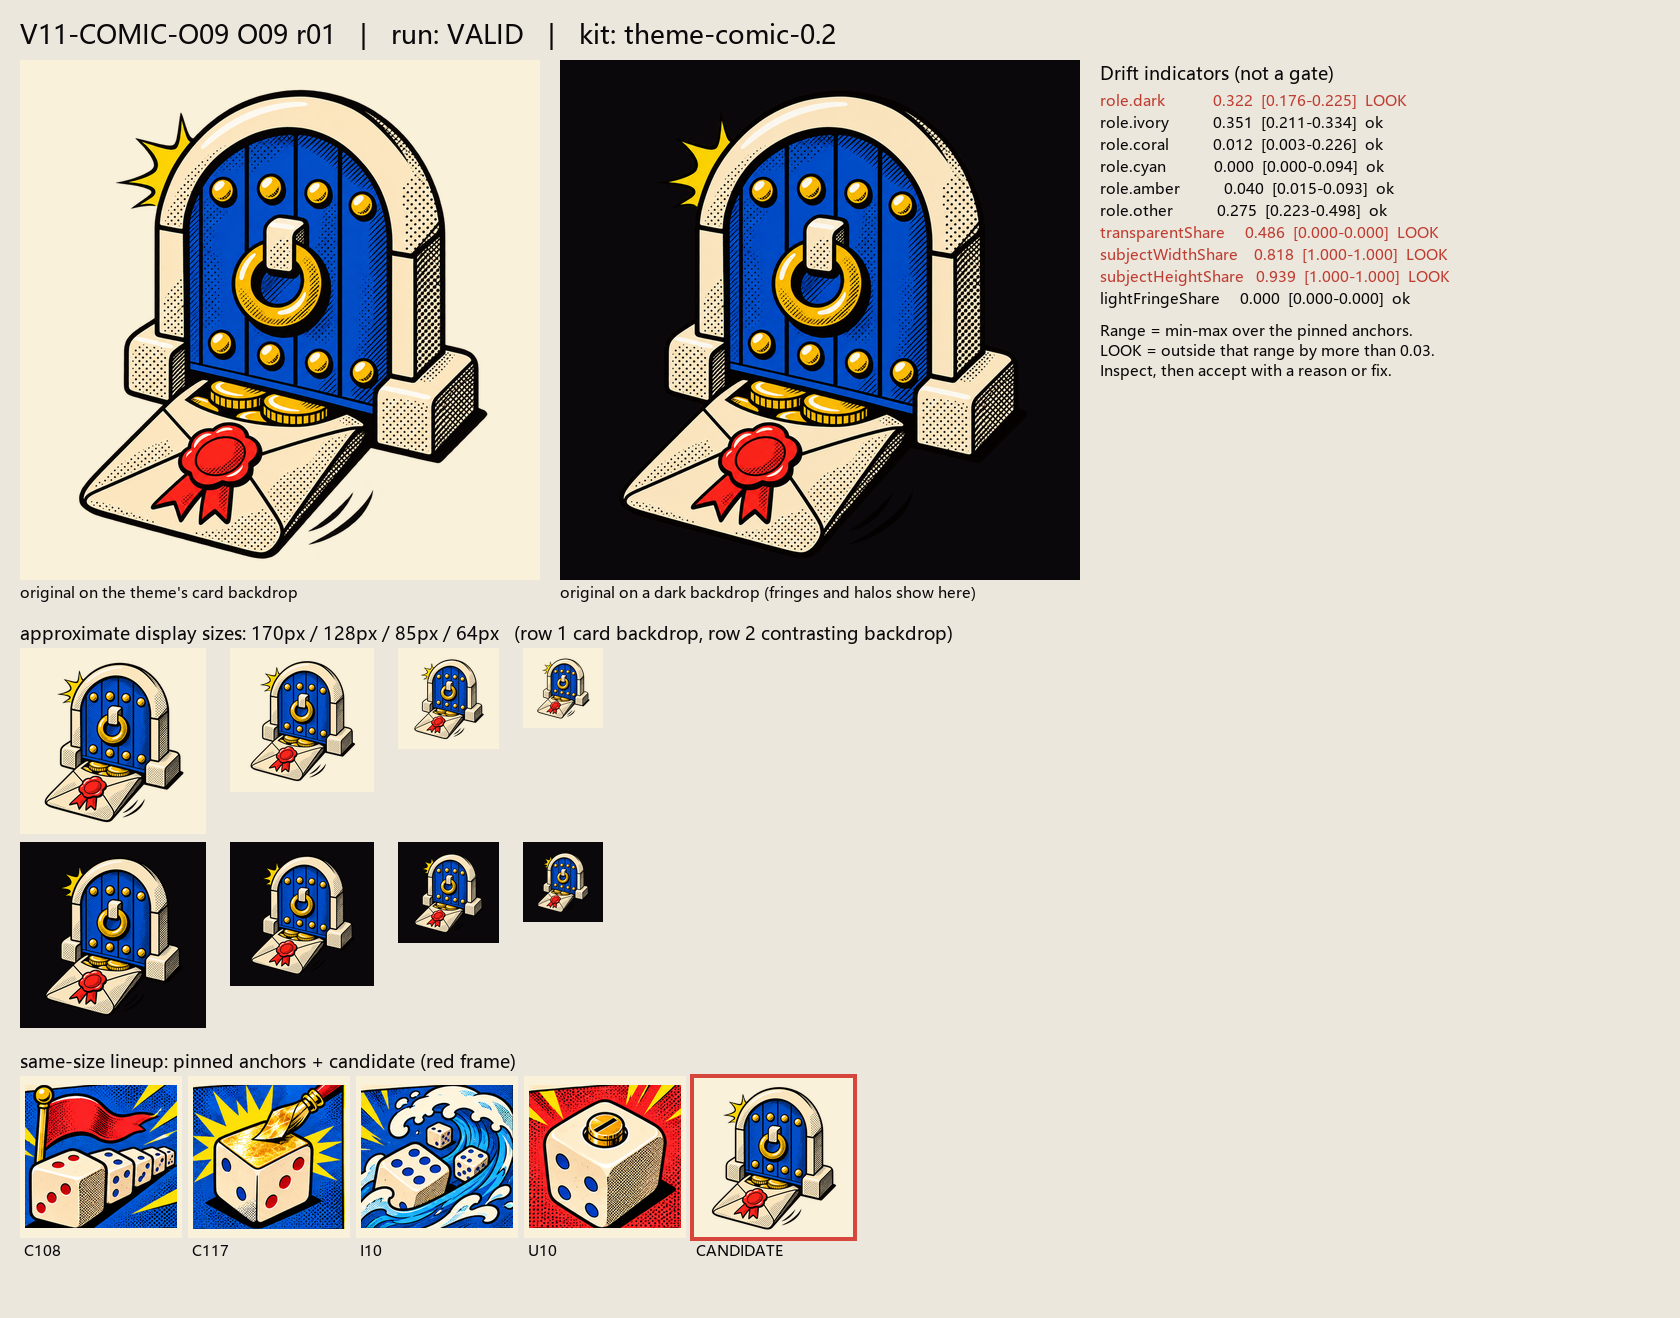 V11-COMIC-O09 O09 r01 | run: VALID | kit: theme-comic-0.2
Drift indicators (not a gate)
role.dark 0.322 [0.176-0.225] LOOK
role.ivory 0.351 [0.211-0.334] ok
role.coral 0.012 [0.003-0.226] ok
role.cyan 0.000 [0.000-0.094] ok
role.amber 0.040 [0.015-0.093] ok
role.other 0.275 [0.223-0.498] ok
transparentShare 0.486 [0.000-0.000] LOOK
subjectWidthShare 0.818 [1.000-1.000] LOOK
subjectHeightShare 0.939 [1.000-1.000] LOOK
lightFringeShare 0.000 [0.000-0.000] ok
Range = min-max over the pinned anchors.
LOOK = outside that range by more than 0.03.
Inspect, then accept with a reason or fix.
original on the theme's card backdrop
original on a dark backdrop (fringes and halos show here)
approximate display sizes: 170px / 128px / 85px / 64px (row 1 card backdrop, row 2 contrasting backdrop)
same-size lineup: pinned anchors + candidate (red frame)
C108
C117
I10
U10
CANDIDATE